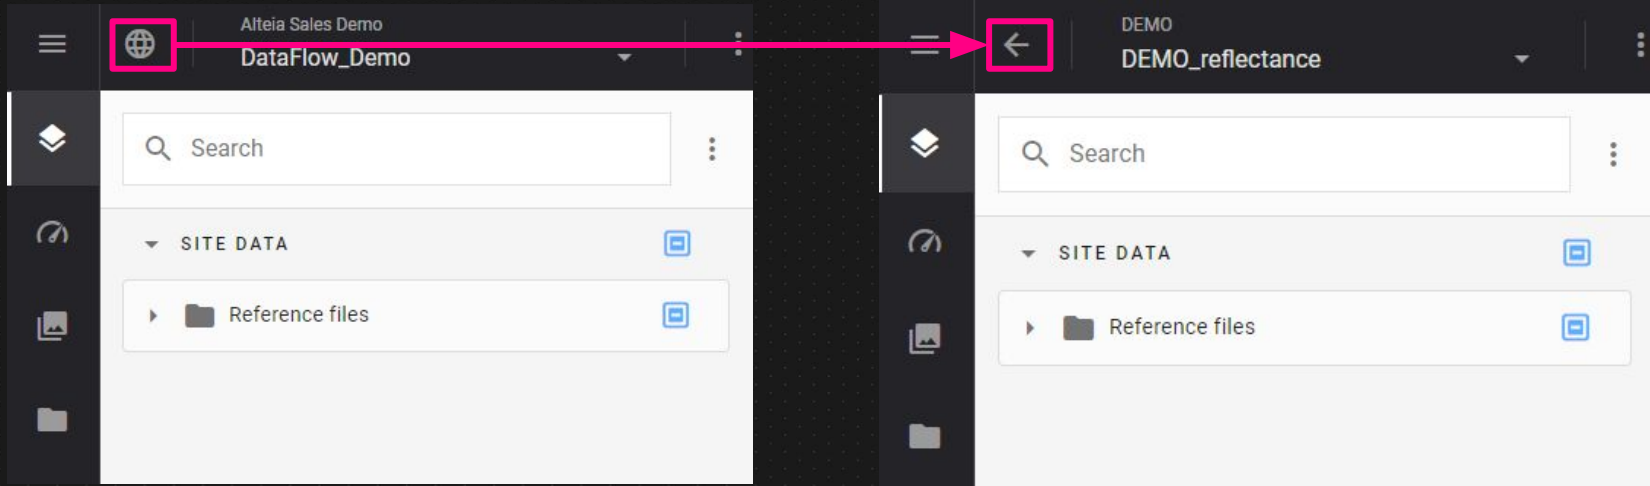 Alteia Sales Demo
DataFlow_Demo
Search
SITE DATA
Reference files
DEMO
DEMO_reflectance
Search
SITE DATA
Reference files